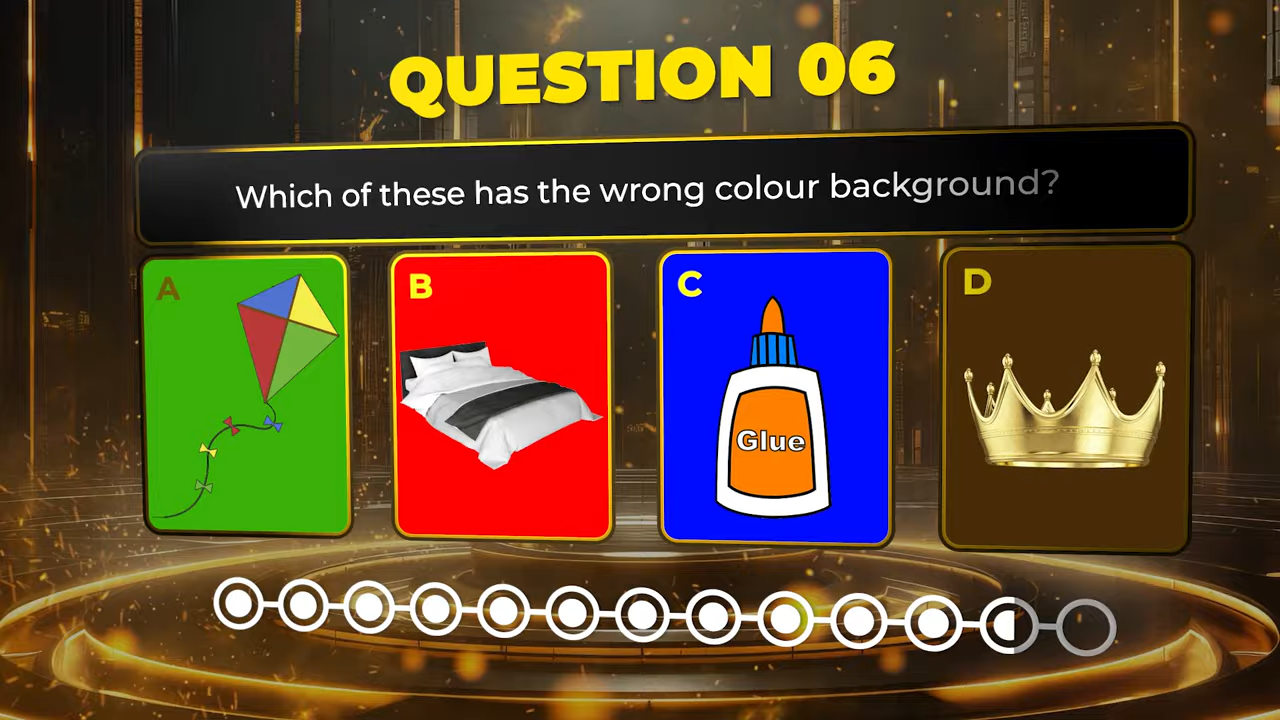 QUESTION 06
Which of these has the wrong colour background?
A
B
C
D
Glue